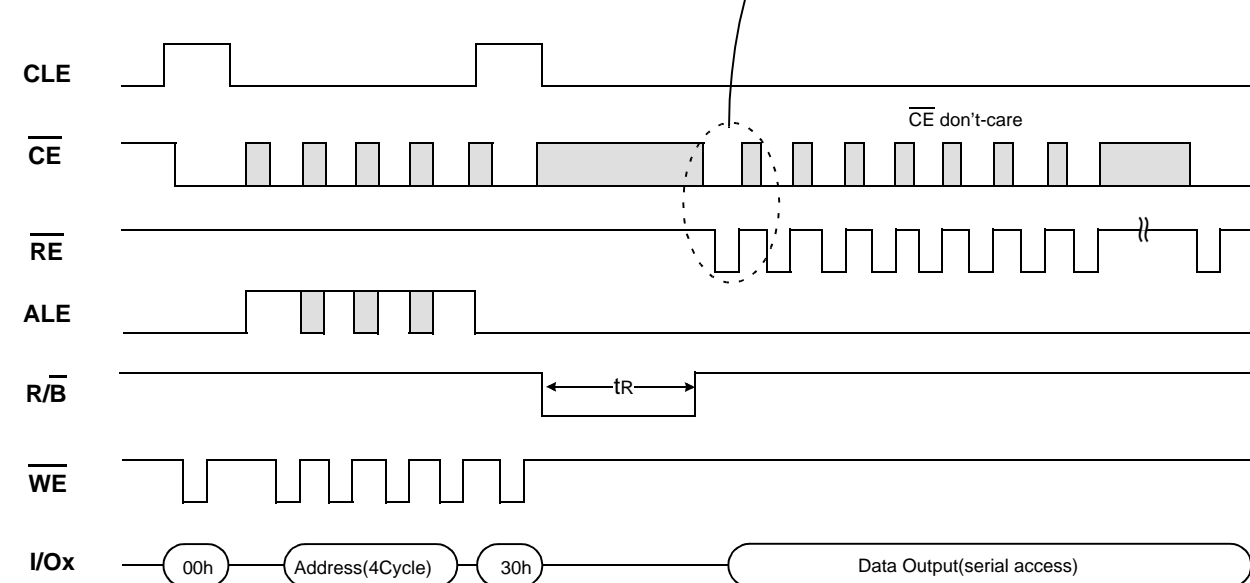 CLE
CE don't-care
CE
RE
ALE
R/B
tR
WE
I/Ox
00h
Address(4Cycle)
30h
Data Output(serial access)